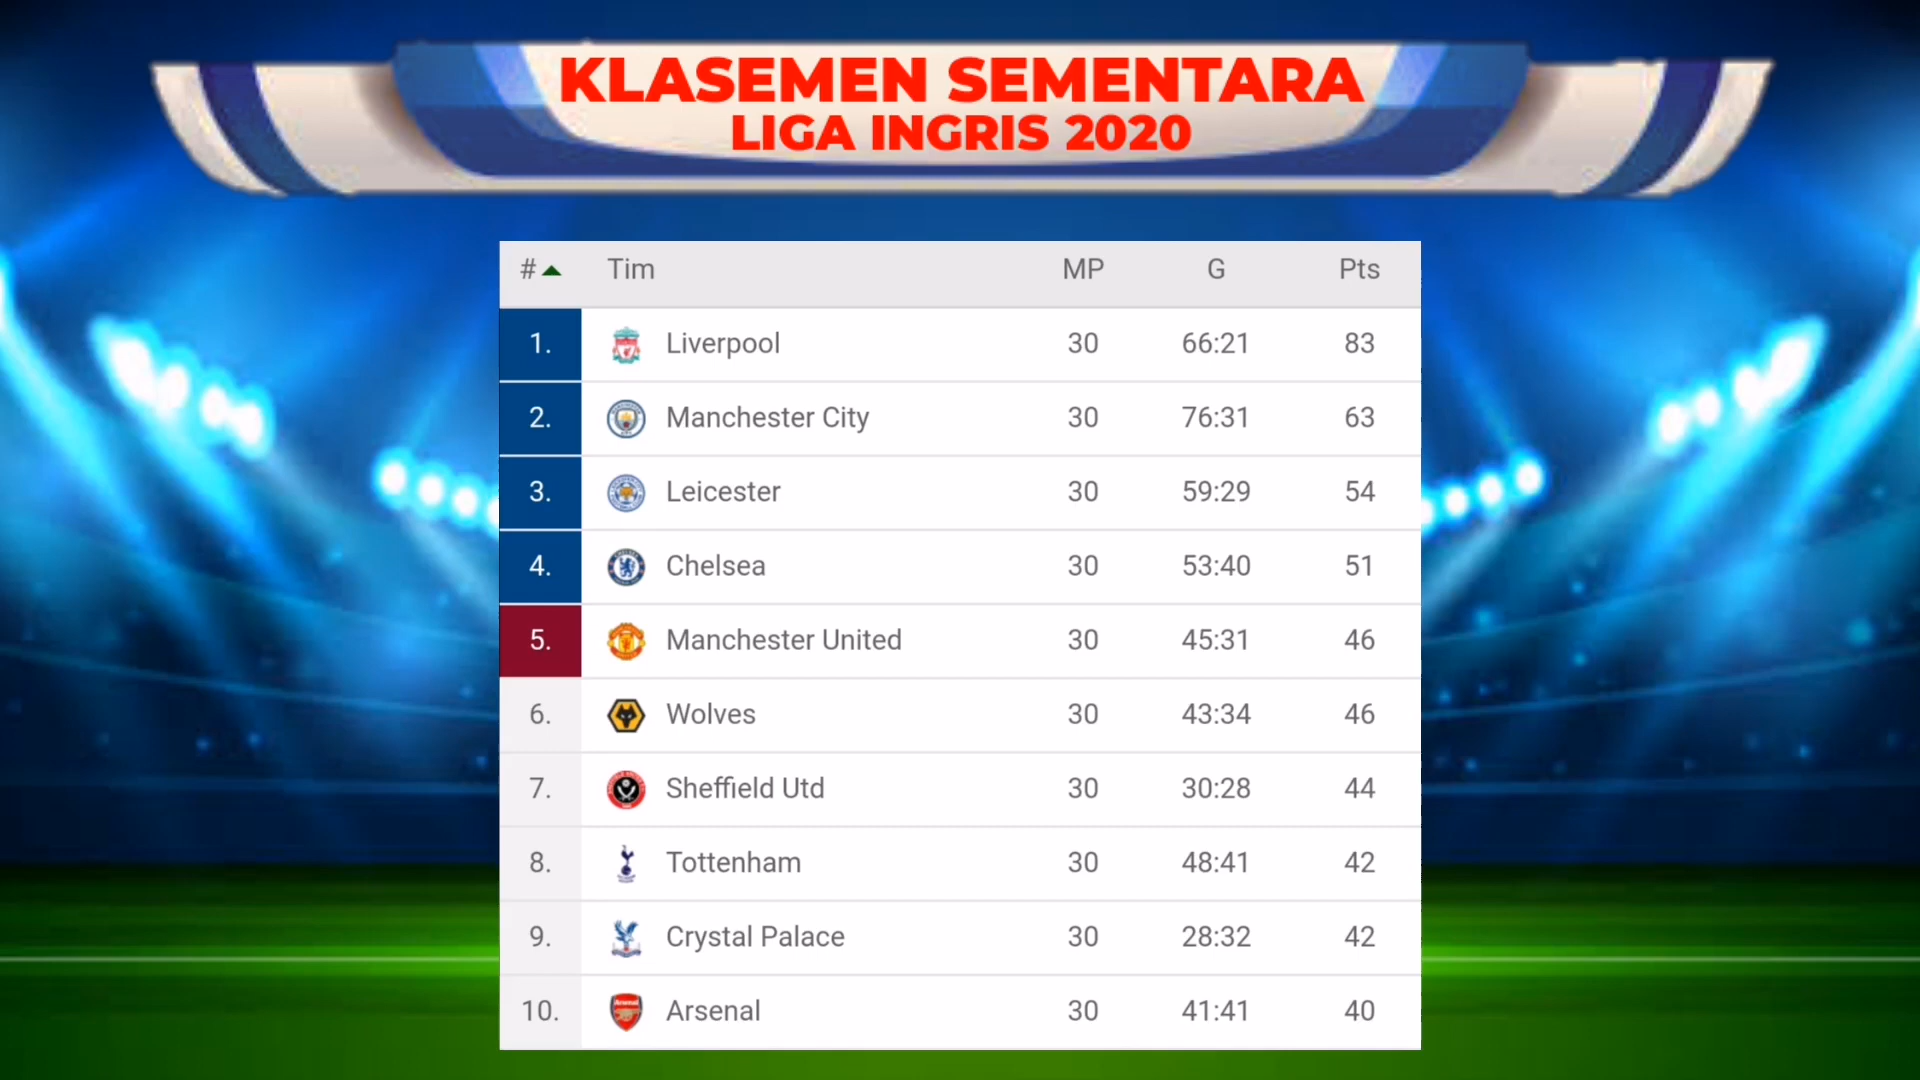 KLASEMEN SEMENTARA
LIGA INGRIS 2020
# Tim MP G Pts
1. Liverpool 30 66:21 83
2. Manchester City 30 76:31 63
3. Leicester 30 59:29 54
4. Chelsea 30 53:40 51
5. Manchester United 30 45:31 46
6. Wolves 30 43:34 46
7. Sheffield Utd 30 30:28 44
8. Tottenham 30 48:41 42
9. Crystal Palace 30 28:32 42
10. Arsenal 30 41:41 40